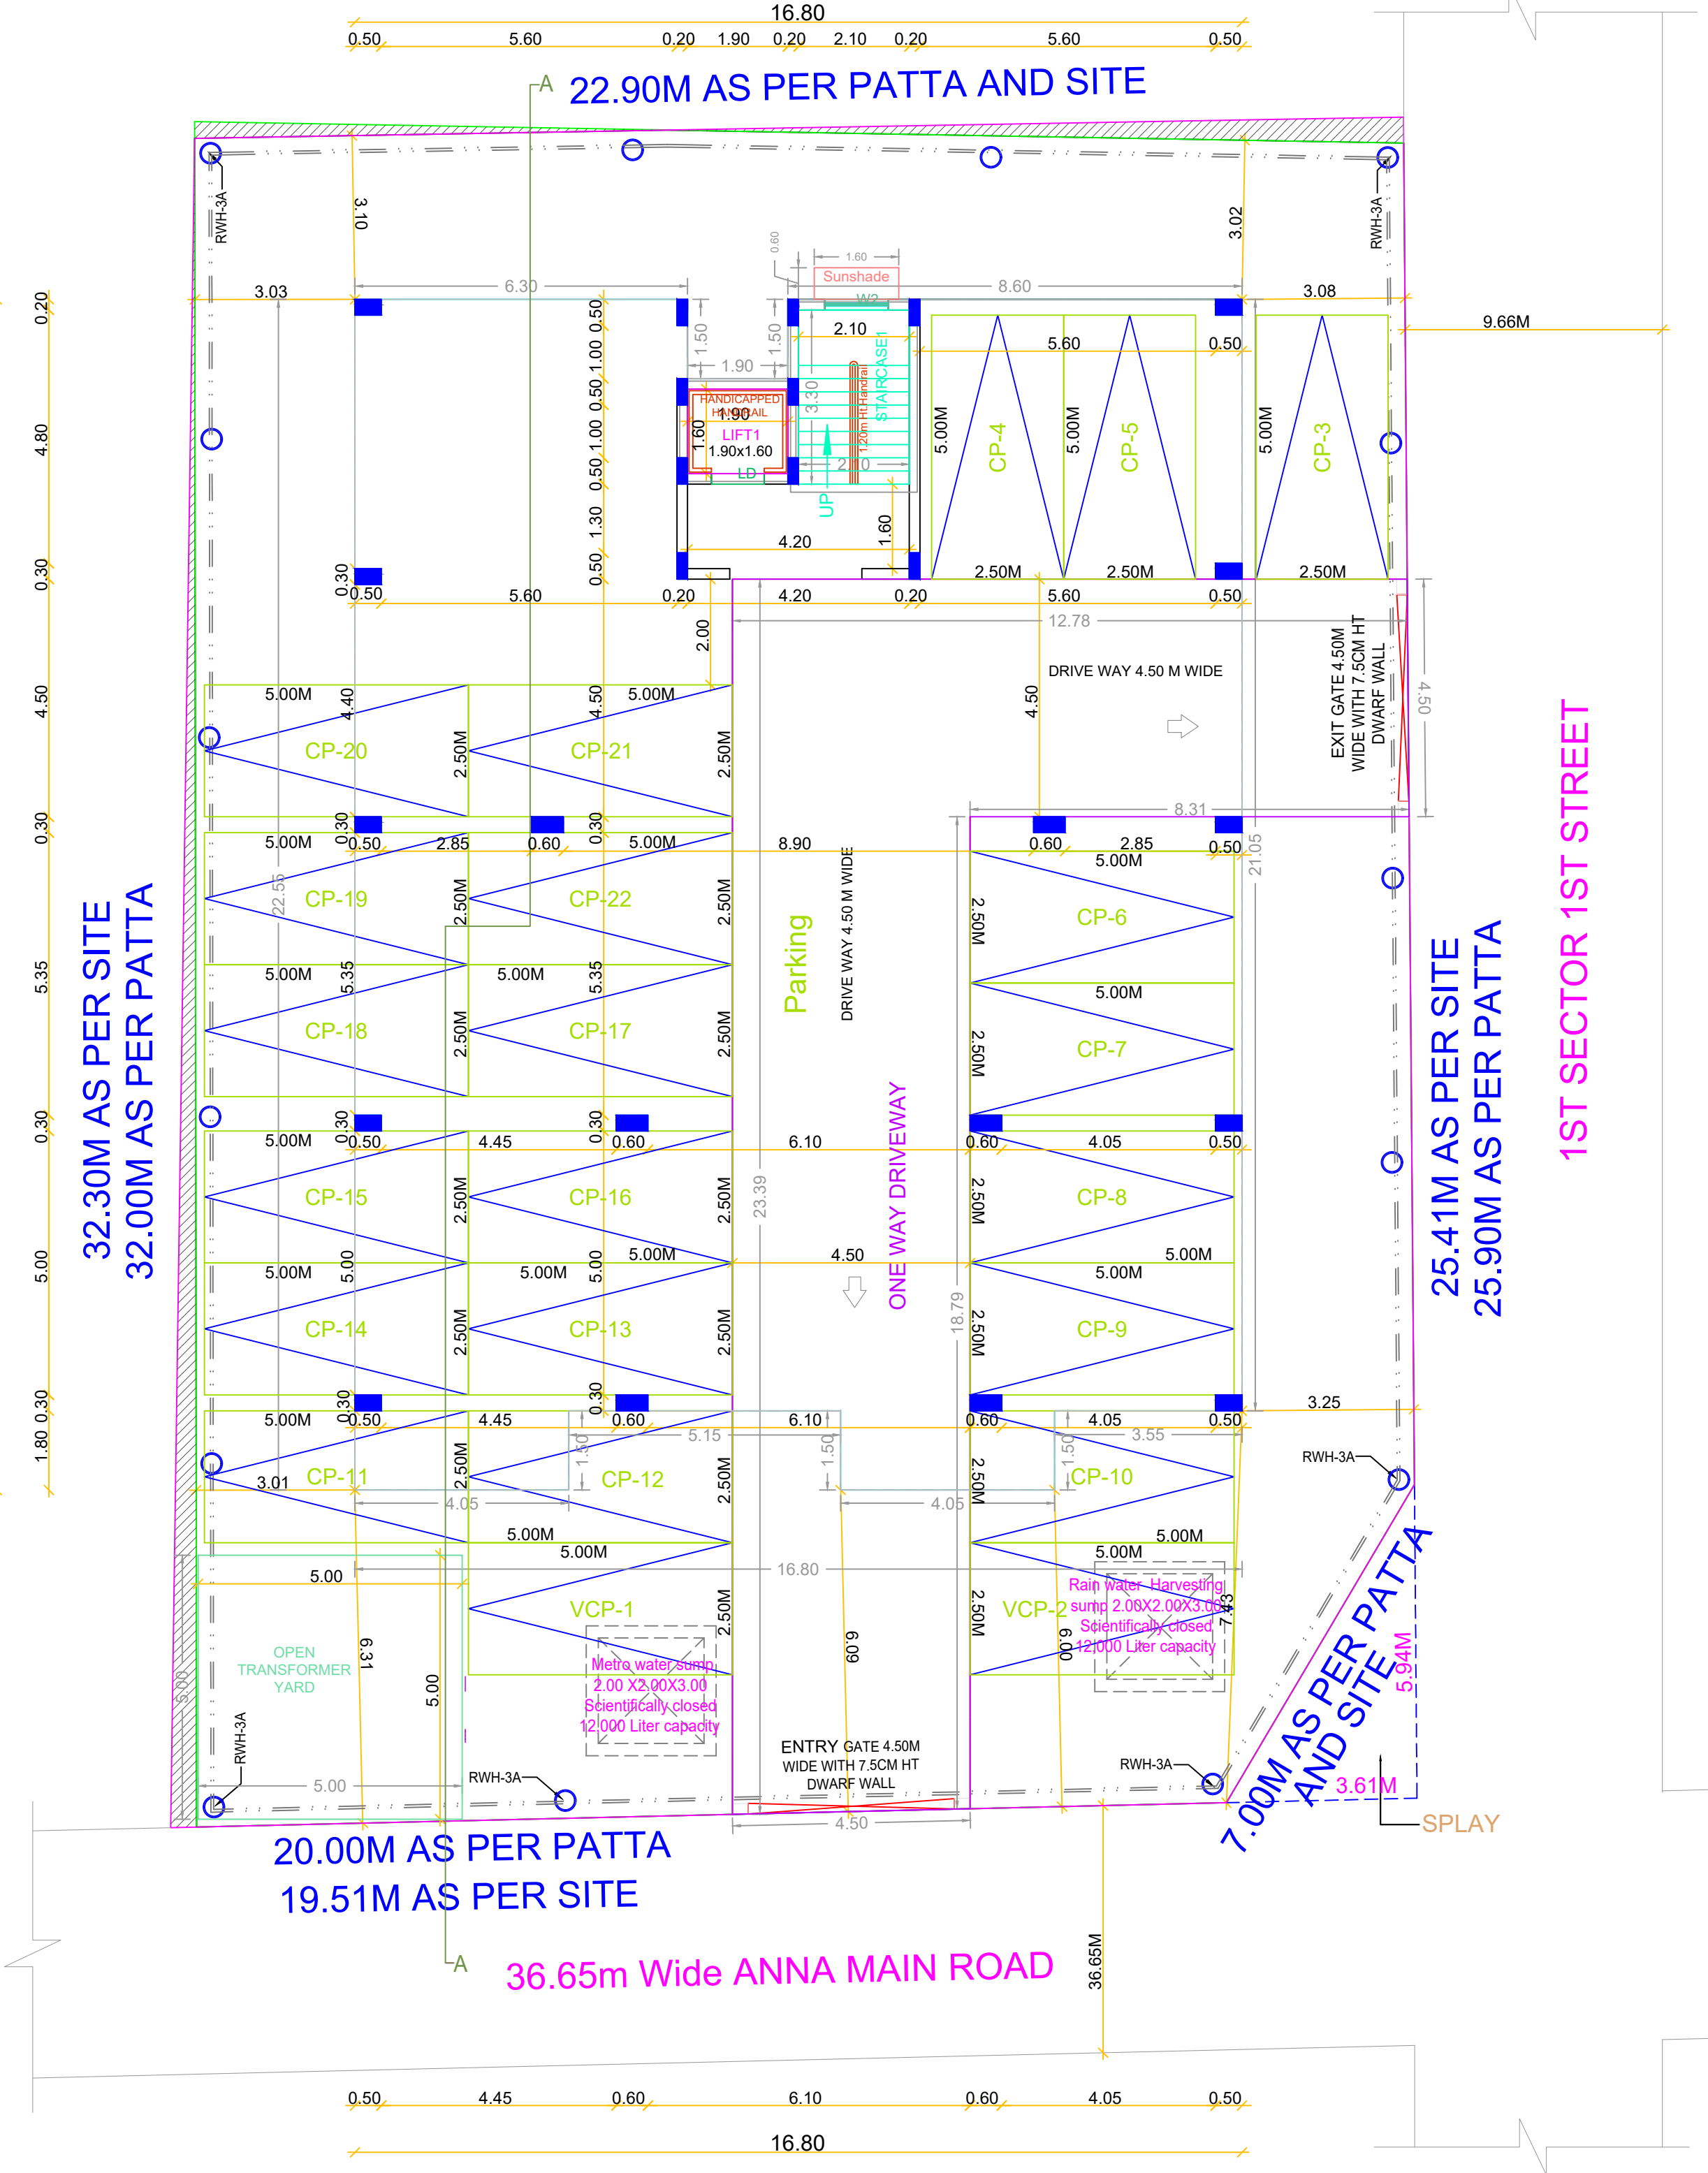 16.80
0.50 5.60 0.20 1.90 0.20 2.10 0.20 5.60 0.50
A
22.90M AS PER PATTA AND SITE
RWH-3A
3.10
3.02
RWH-3A
0.60
1.60
Sunshade
W2
6.30
8.60
3.03
3.08
9.66M
0.20
4.80
0.30
4.50
0.30
5.35
0.30
5.00
0.30
1.80
0.50
1.00
0.50
1.00
0.50
1.30
0.50
1.50
1.50
1.90
2.10
5.60
0.50
HANDICAPPED
HANDRAIL
1.90
LIFT1
1.90x1.60
1.60
LD
3.30
STAIRCASE1
1.20m Ht.Handrail
2.10
UP
1.60
4.20
5.00M
CP-4
5.00M
CP-5
5.00M
CP-3
2.50M
2.50M
2.50M
0.30
0.50
5.60
0.20
4.20
0.20
5.60
0.50
2.00
12.78
DRIVE WAY 4.50 M WIDE
4.50
EXIT GATE 4.50M
WIDE WITH 7.5CM HT
DWARF WALL
4.50
5.00M
4.40
4.50
5.00M
CP-20
2.50M
CP-21
2.50M
8.31
0.30
0.30
5.00M
0.50
2.85
0.60
5.00M
8.90
0.60
2.85
0.50
5.00M
21.05
22.55
CP-19
2.50M
CP-22
2.50M
Parking
DRIVE WAY 4.50 M WIDE
2.50M
CP-6
5.00M
5.35
5.00M
5.35
5.00M
CP-18
2.50M
CP-17
2.50M
2.50M
CP-7
32.30M AS PER SITE
32.00M AS PER PATTA
25.41M AS PER SITE
25.90M AS PER PATTA
1ST SECTOR 1ST STREET
ONE WAY DRIVEWAY
0.30
0.30
5.00M
0.50
4.45
0.60
6.10
0.60
4.05
0.50
CP-15
2.50M
CP-16
2.50M
23.39
2.50M
CP-8
5.00M
4.50
5.00M
5.00M
5.00
5.00M
5.00
5.00M
CP-14
2.50M
CP-13
2.50M
18.79
2.50M
CP-9
0.30
0.30
3.25
5.00M
0.50
4.45
0.60
6.10
0.60
4.05
0.50
5.15
3.55
1.50
1.50
1.50
CP-11
2.50M
CP-12
2.50M
2.50M
CP-10
RWH-3A
3.01
4.05
4.05
5.00M
5.00M
5.00M
5.00M
16.80
5.00
VCP-1
2.50M
2.50M
VCP-2
Rain water Harvesting
sump 2.00X2.00X3.00
Scientifically closed
12,000 Liter capacity
7.43
6.00
6.09
6.31
5.00
5.00
OPEN
TRANSFORMER
YARD
Metro water sump
2.00 X2.00X3.00
Scientifically closed
12,000 Liter capacity
RWH-3A
5.00
RWH-3A
ENTRY GATE 4.50M
WIDE WITH 7.5CM HT
DWARF WALL
RWH-3A
4.50
7.00M AS PER PATTA
AND SITE
5.94M
3.61M
SPLAY
20.00M AS PER PATTA
19.51M AS PER SITE
A
36.65m Wide ANNA MAIN ROAD
36.65M
0.50 4.45 0.60 6.10 0.60 4.05 0.50
16.80